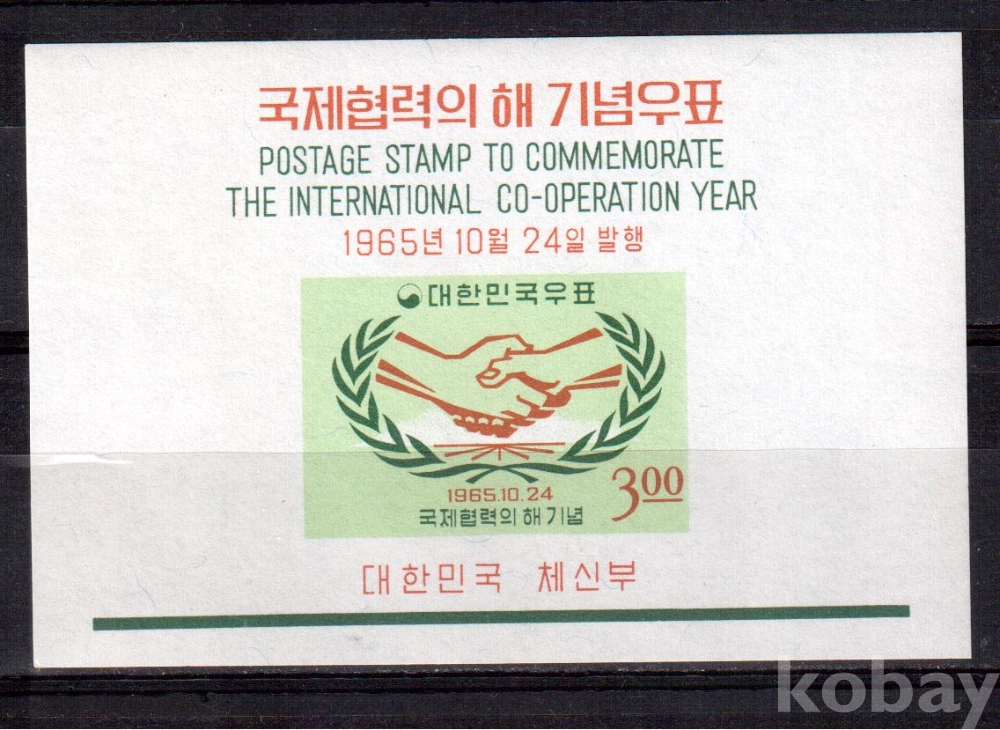 국제협력의 해 기념우표
POSTAGE STAMP TO COMMEMORATE
THE INTERNATIONAL CO-OPERATION YEAR
1965년 10월 24일 발행
대한민국우표
1965.10.24
3.00
국제협력의 해 기념
대한민국 체신부
kobay